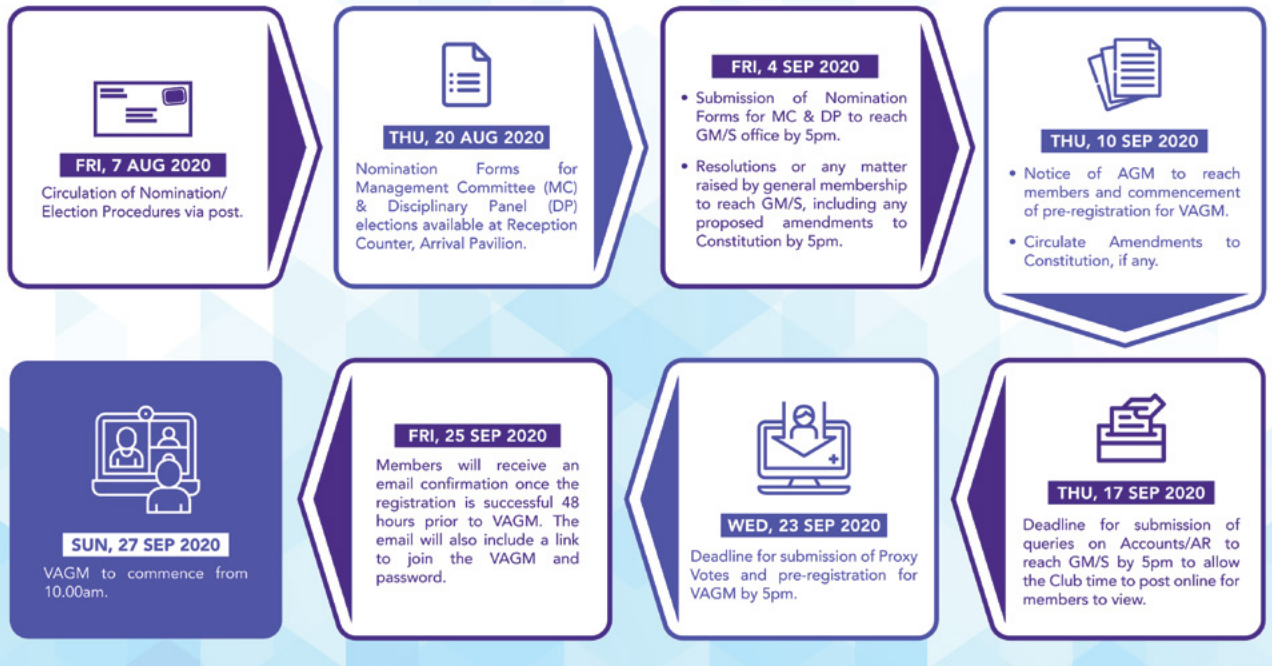 FRI, 7 AUG 2020
Circulation of Nomination/
Election Procedures via post.
THU, 20 AUG 2020
Nomination Forms for
Management Committee (MC)
& Disciplinary Panel (DP)
elections available at Reception
Counter, Arrival Pavilion.
FRI, 4 SEP 2020
• Submission of Nomination
Forms for MC & DP to reach
GM/S office by 5pm.
• Resolutions or any matter
raised by general membership
to reach GM/S, including any
proposed amendments to
Constitution by 5pm.
THU, 10 SEP 2020
• Notice of AGM to reach
members and commencement
of pre-registration for VAGM.
• Circulate Amendments to
Constitution, if any.
THU, 17 SEP 2020
Deadline for submission of
queries on Accounts/AR to
reach GM/S by 5pm to allow
the Club time to post online for
members to view.
WED, 23 SEP 2020
Deadline for submission of Proxy
Votes and pre-registration for
VAGM by 5pm.
FRI, 25 SEP 2020
Members will receive an
email confirmation once the
registration is successful 48
hours prior to VAGM. The
email will also include a link
to join the VAGM and
password.
SUN, 27 SEP 2020
VAGM to commence from
10.00am.